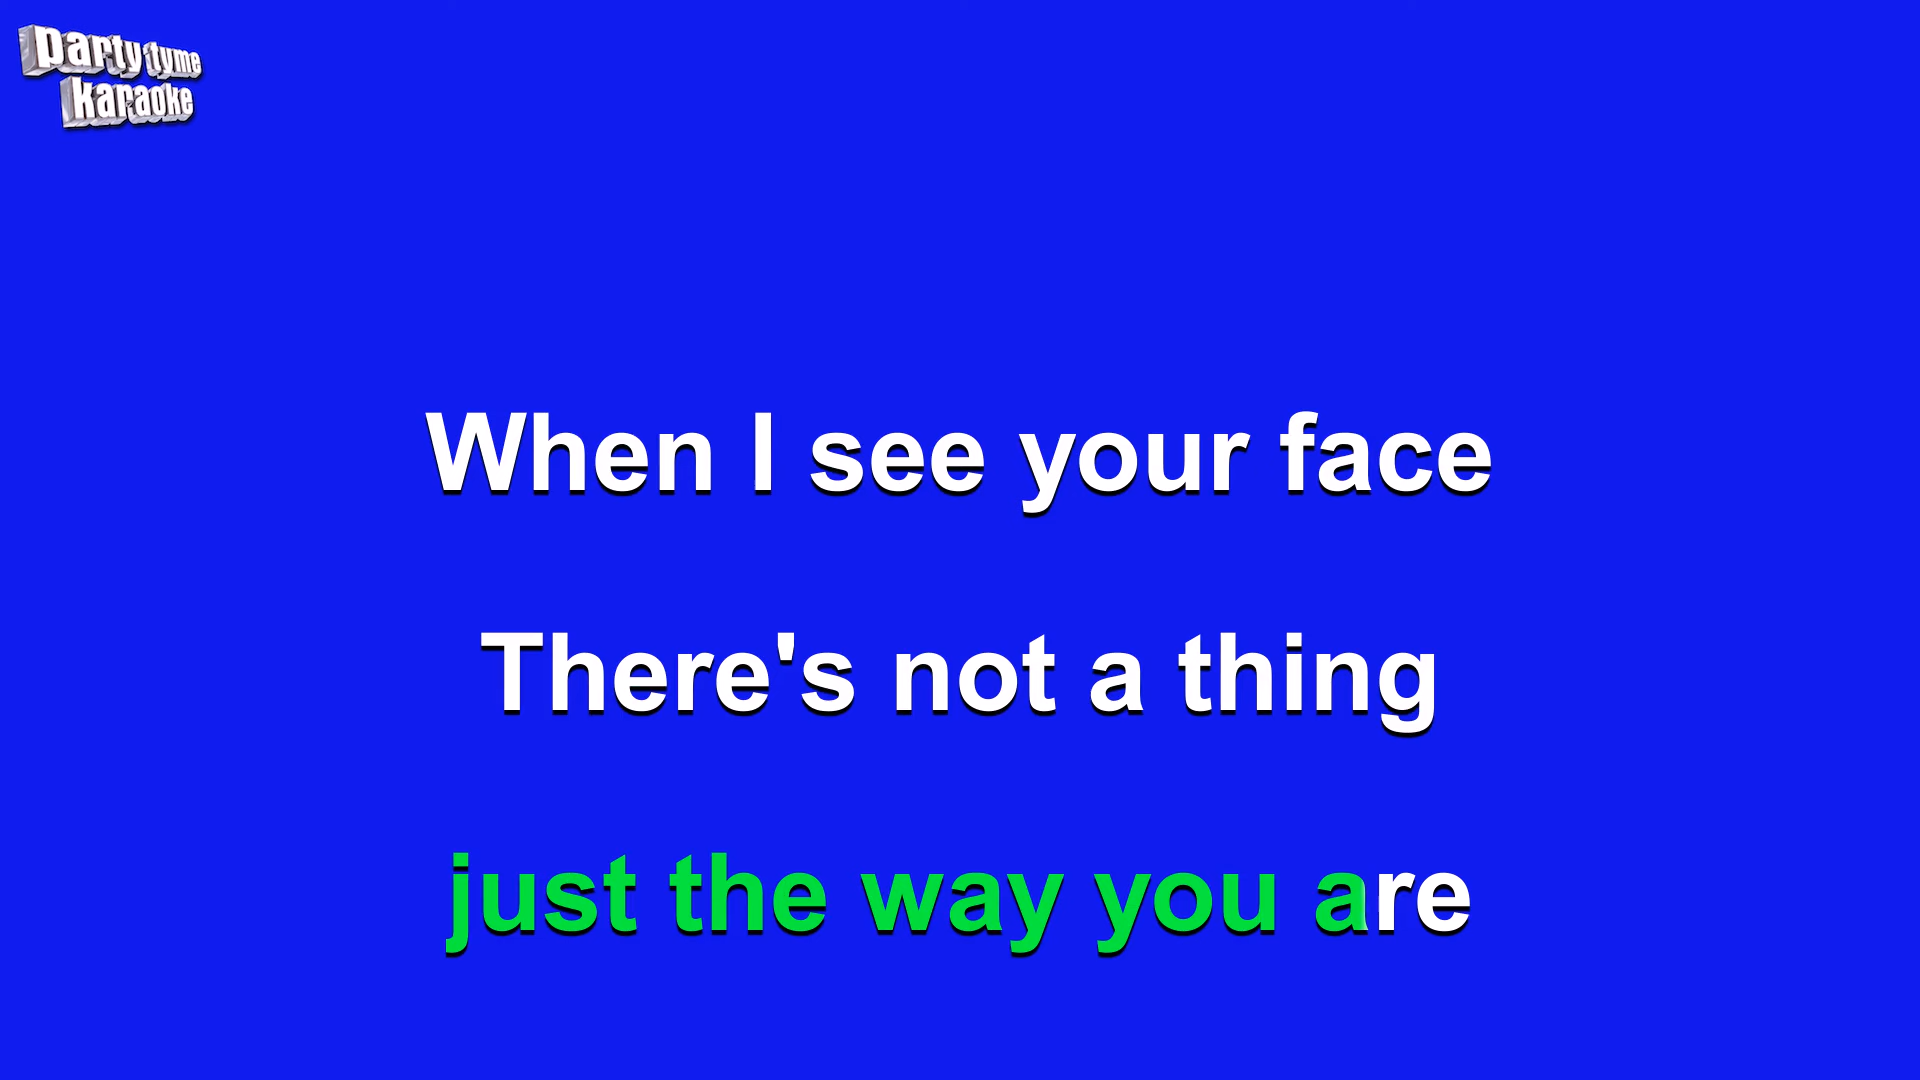 party tyme
karaoke
When I see your face
There's not a thing
just the way you are